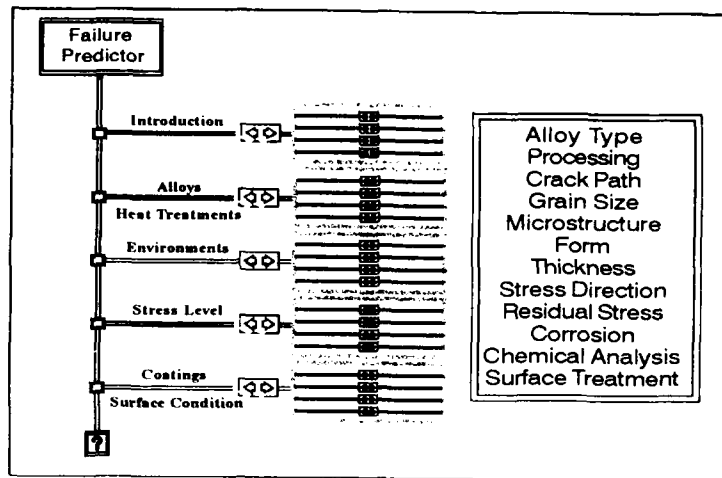 Failure
Predictor
Introduction
Alloys
Heat Treatments
Environments
Stress Level
Coatings
Surface Condition
?
Alloy Type
Processing
Crack Path
Grain Size
Microstructure
Form
Thickness
Stress Direction
Residual Stress
Corrosion
Chemical Analysis
Surface Treatment